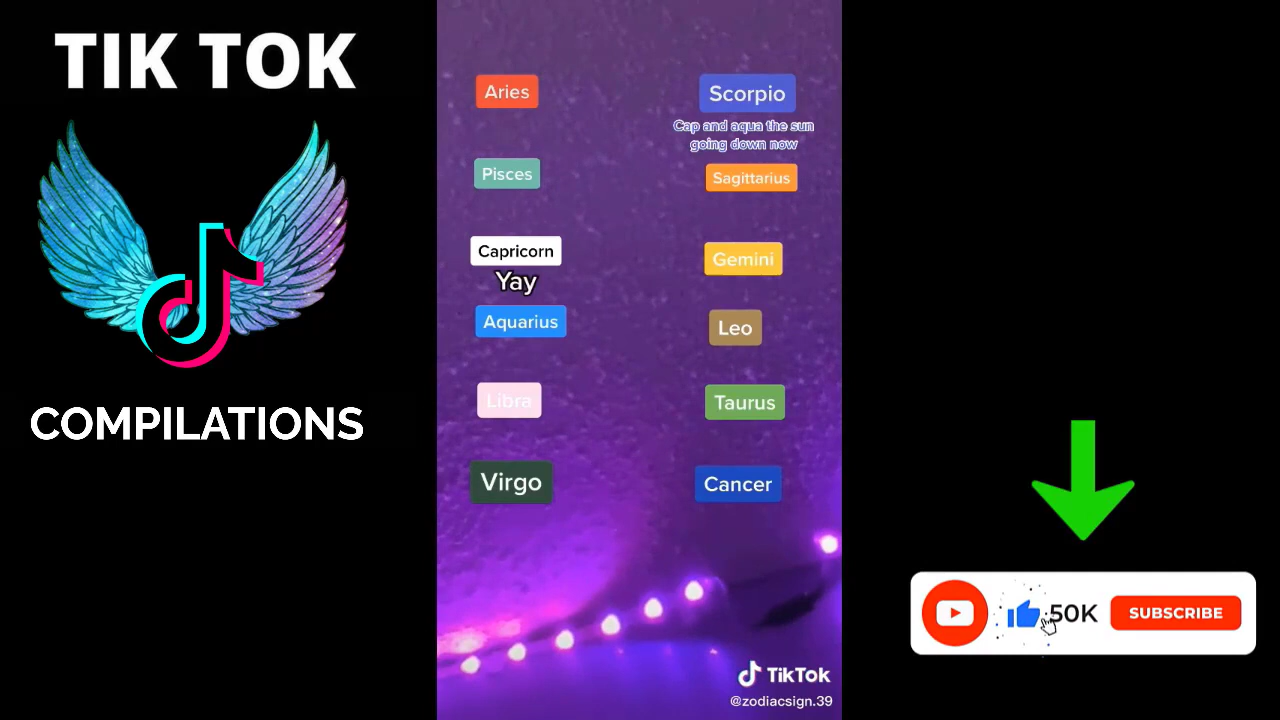 TIK TOK
COMPILATIONS
Aries
Scorpio
Cap and aqua the sun
going down now
Pisces
Sagittarius
Capricorn
Yay
Gemini
Aquarius
Leo
Libra
Taurus
Virgo
Cancer
TikTok
@zodiacsign.39
50K
SUBSCRIBE